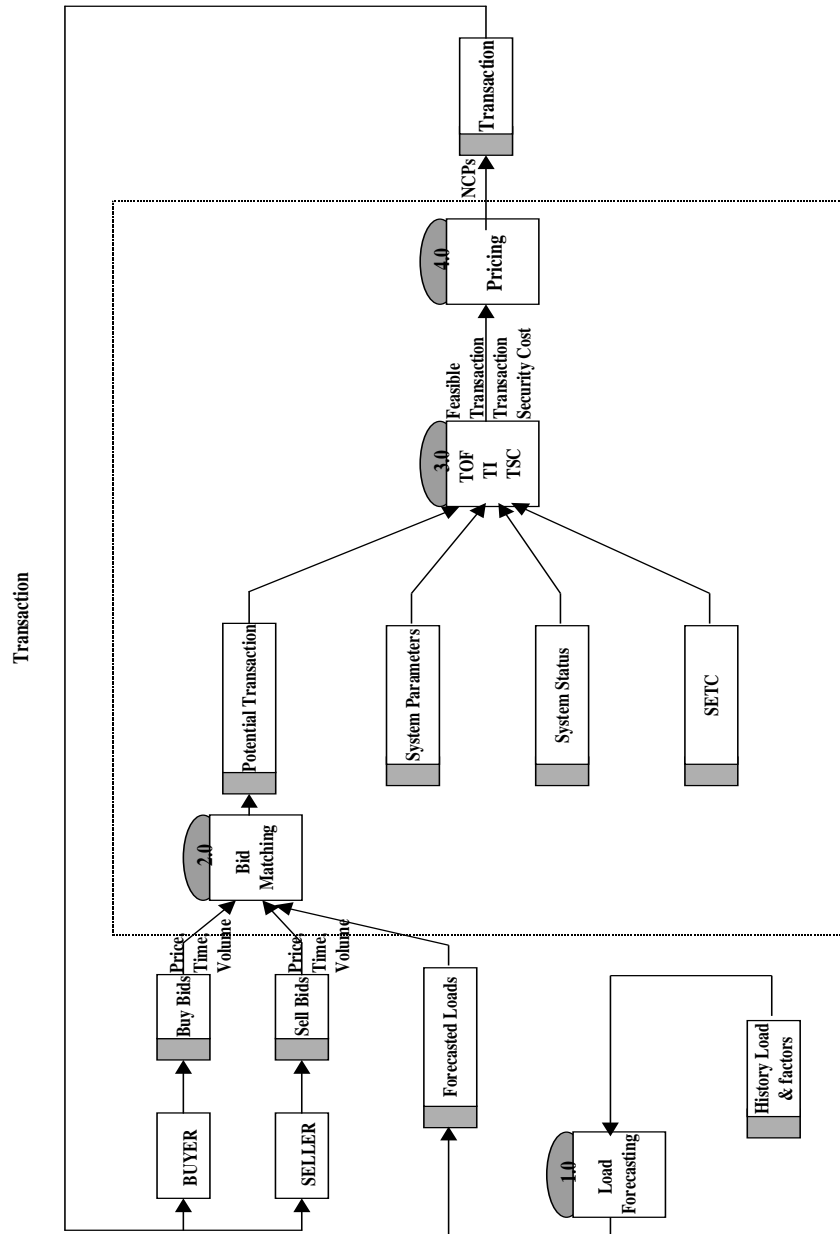 Transaction
BUYER
Buy Bids
Price,
Time,
Volume
SELLER
Sell Bids
Price,
Time,
Volume
2.0
Bid
Matching
Potential Transaction
Forecasted Loads
1.0
Load
Forecasting
History Load
& factors
System Parameters
System Status
SETC
3.0
TOF
TI
TSC
Feasible
Transaction
Transaction
Security Cost
4.0
Pricing
NCPs
Transaction